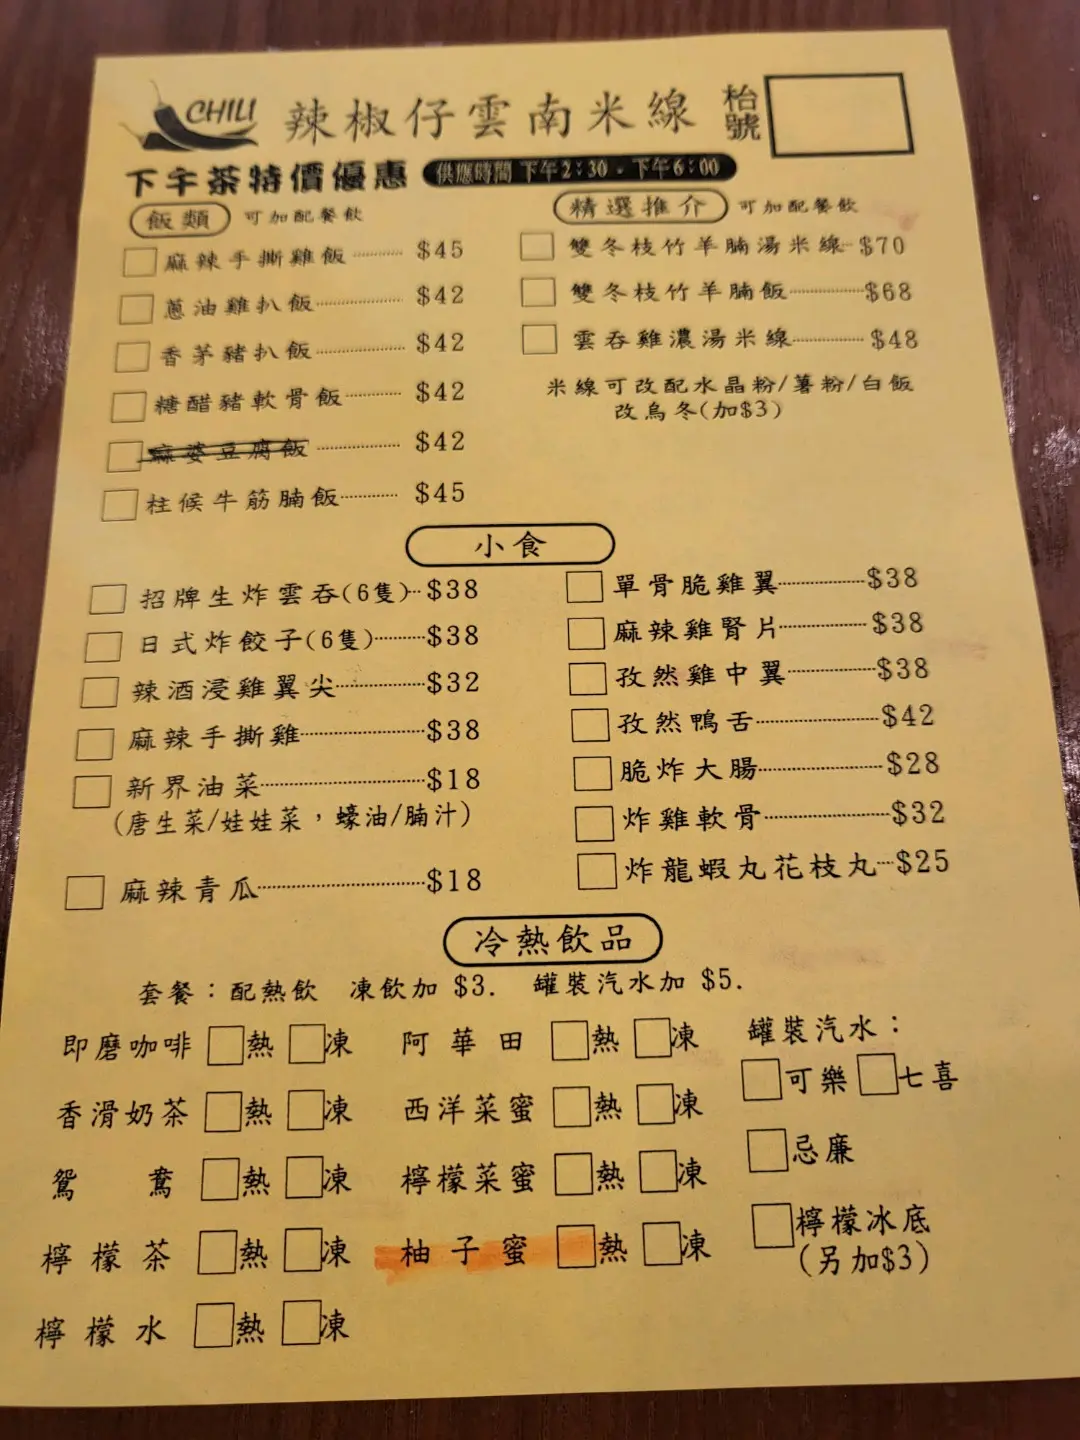 CHILI 辣椒仔雲南米線 枱號
下午茶特價優惠 供應時間 下午2:30 - 下午6:00
飯類 可加配餐飲
麻辣手撕雞飯 $45
蔥油雞扒飯 $42
香茅豬扒飯 $42
糖醋豬軟骨飯 $42
麻婆豆腐飯 $42
柱候牛筋腩飯 $45
精選推介 可加配餐飲
雙冬枝竹羊腩湯米線 $70
雙冬枝竹羊腩飯 $68
雲吞雞濃湯米線 $48
米線可改配水晶粉/薯粉/白飯
改烏冬(加$3)
小食
招牌生炸雲吞(6隻) $38
日式炸餃子(6隻) $38
辣酒浸雞翼尖 $32
麻辣手撕雞 $38
新界油菜 $18
(唐生菜/娃娃菜，蠔油/腩汁)
麻辣青瓜 $18
單骨脆雞翼 $38
麻辣雞腎片 $38
孜然雞中翼 $38
孜然鴨舌 $42
脆炸大腸 $28
炸雞軟骨 $32
炸龍蝦丸花枝丸 $25
冷熱飲品
套餐：配熱飲 凍飲加 $3. 罐裝汽水加 $5.
即磨咖啡 熱 凍
香滑奶茶 熱 凍
鴛鴦 熱 凍
檸檬茶 熱 凍
檸檬水 熱 凍
阿華田 熱 凍
西洋菜蜜 熱 凍
檸檬菜蜜 熱 凍
柚子蜜 熱 凍
罐裝汽水：
可樂 七喜
忌廉
檸檬冰底
(另加$3)